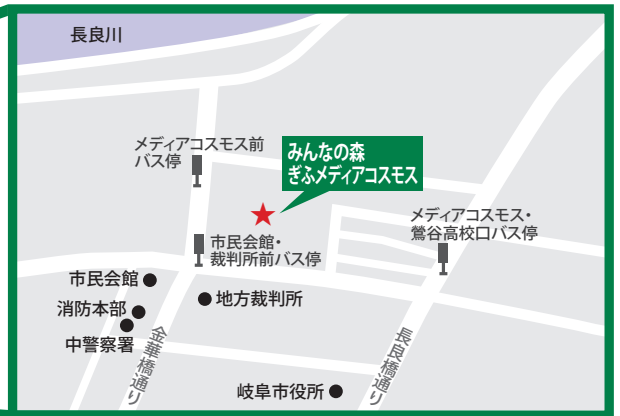 長良川
メディアコスモス前
バス停
みんなの森
ぎふメディアコスモス
メディアコスモス・
鶯谷高校口バス停
市民会館・
裁判所前バス停
市民会館
地方裁判所
消防本部
中警察署
金華橋通り
長良橋通り
岐阜市役所